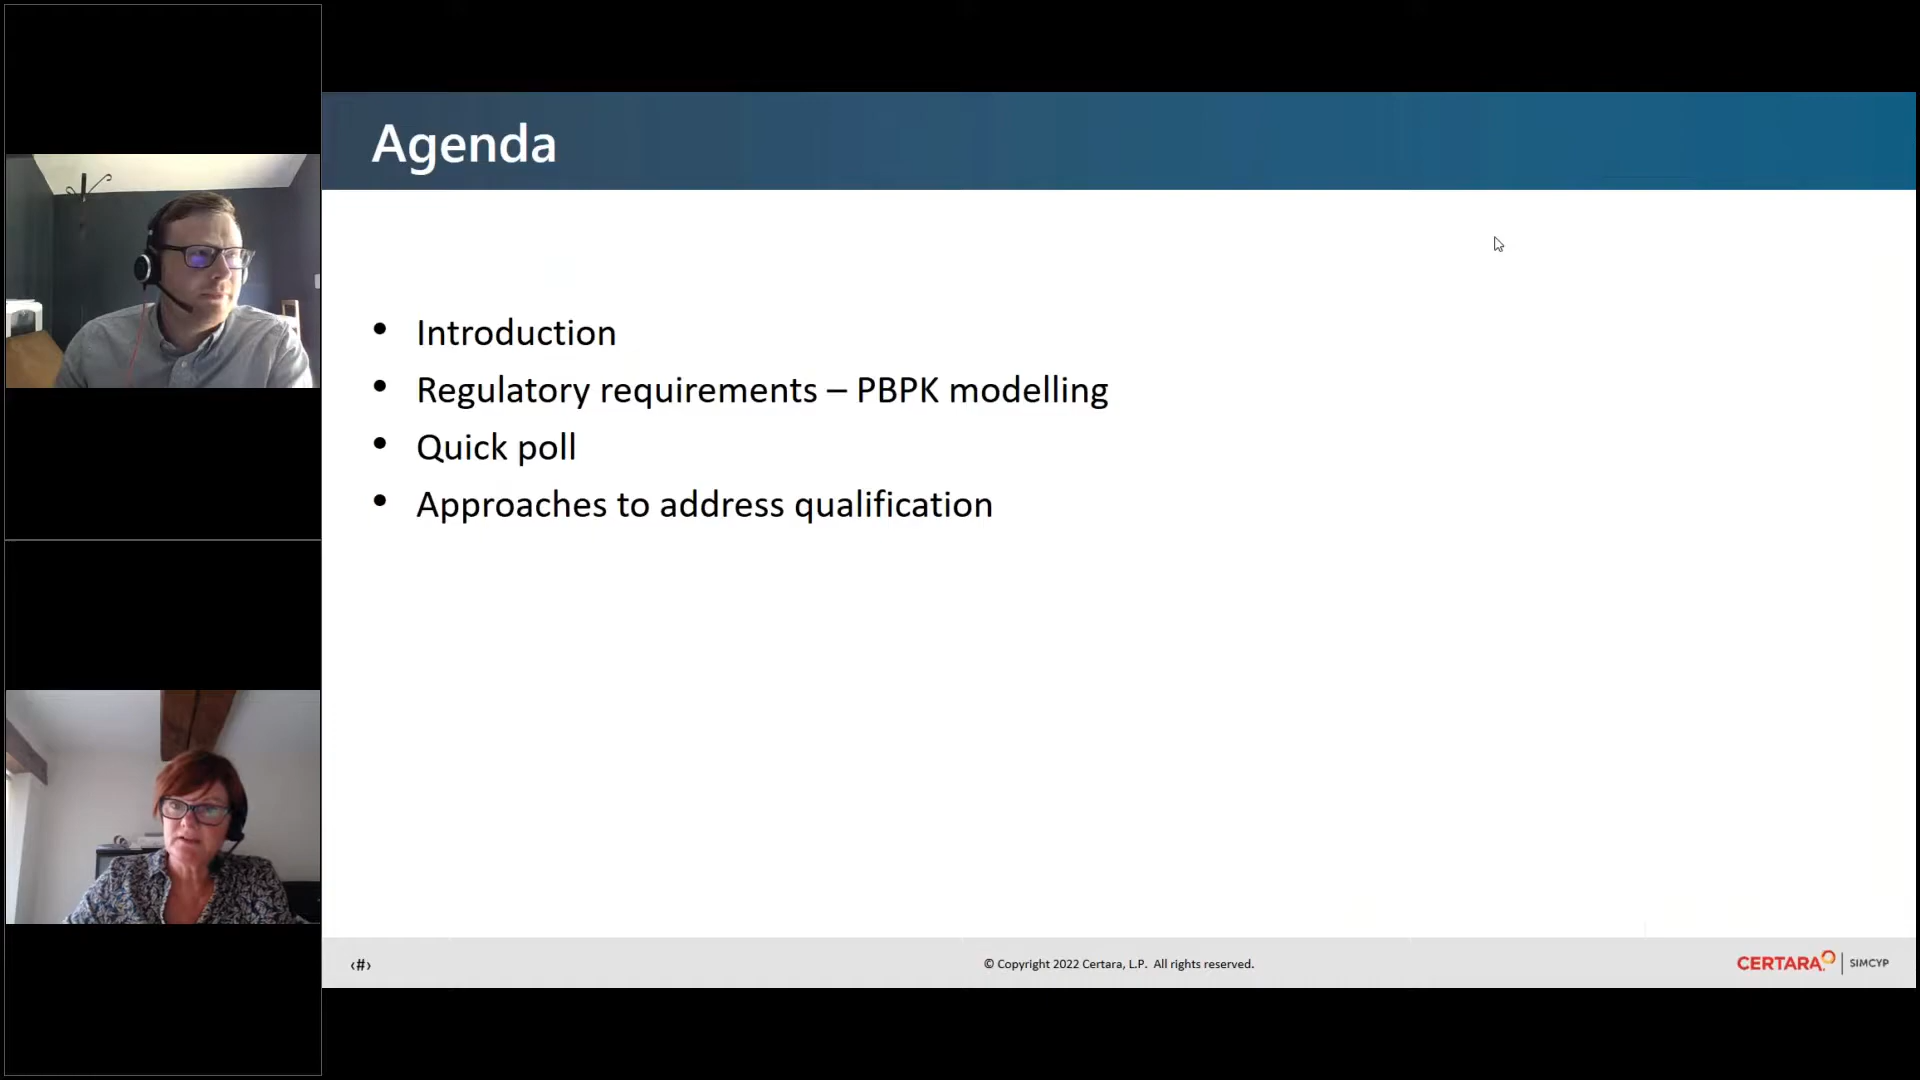 Agenda
• Introduction
• Regulatory requirements – PBPK modelling
• Quick poll
• Approaches to address qualification
‹#›
© Copyright 2022 Certara, L.P. All rights reserved.
CERTARA | SIMCYP